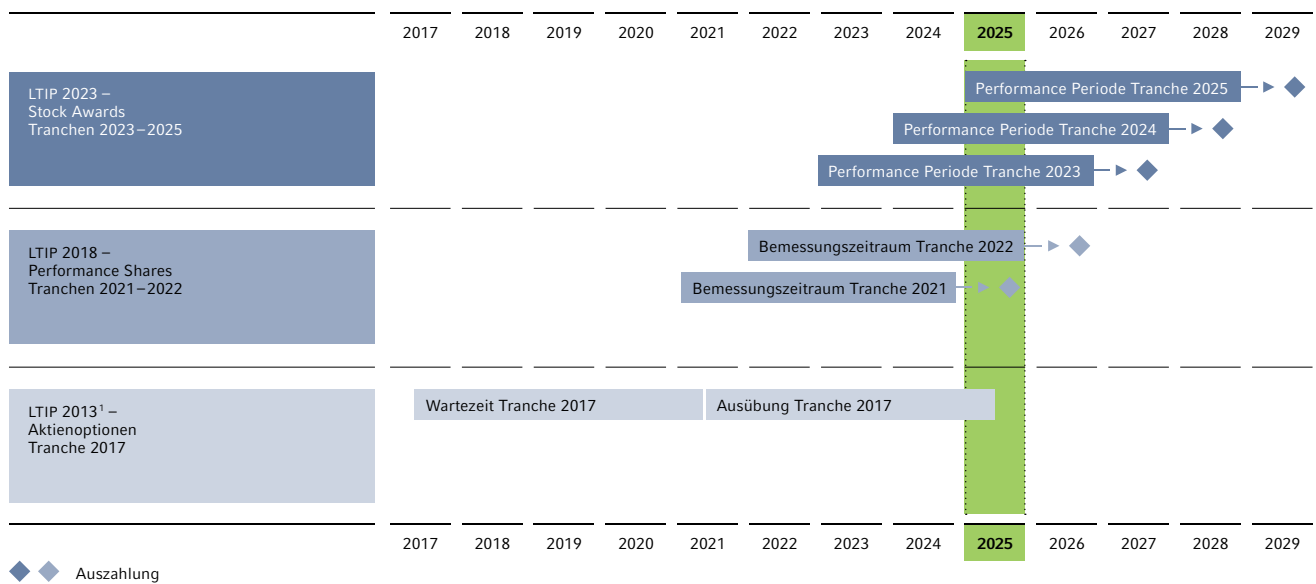 2017 2018 2019 2020 2021 2022 2023 2024 2025 2026 2027 2028 2029
LTIP 2023 –
Stock Awards
Tranchen 2023–2025
Performance Periode Tranche 2025
Performance Periode Tranche 2024
Performance Periode Tranche 2023
LTIP 2018 –
Performance Shares
Tranchen 2021–2022
Bemessungszeitraum Tranche 2022
Bemessungszeitraum Tranche 2021
LTIP 2013¹ –
Aktienoptionen
Tranche 2017
Wartezeit Tranche 2017
Ausübung Tranche 2017
2017 2018 2019 2020 2021 2022 2023 2024 2025 2026 2027 2028 2029
Auszahlung